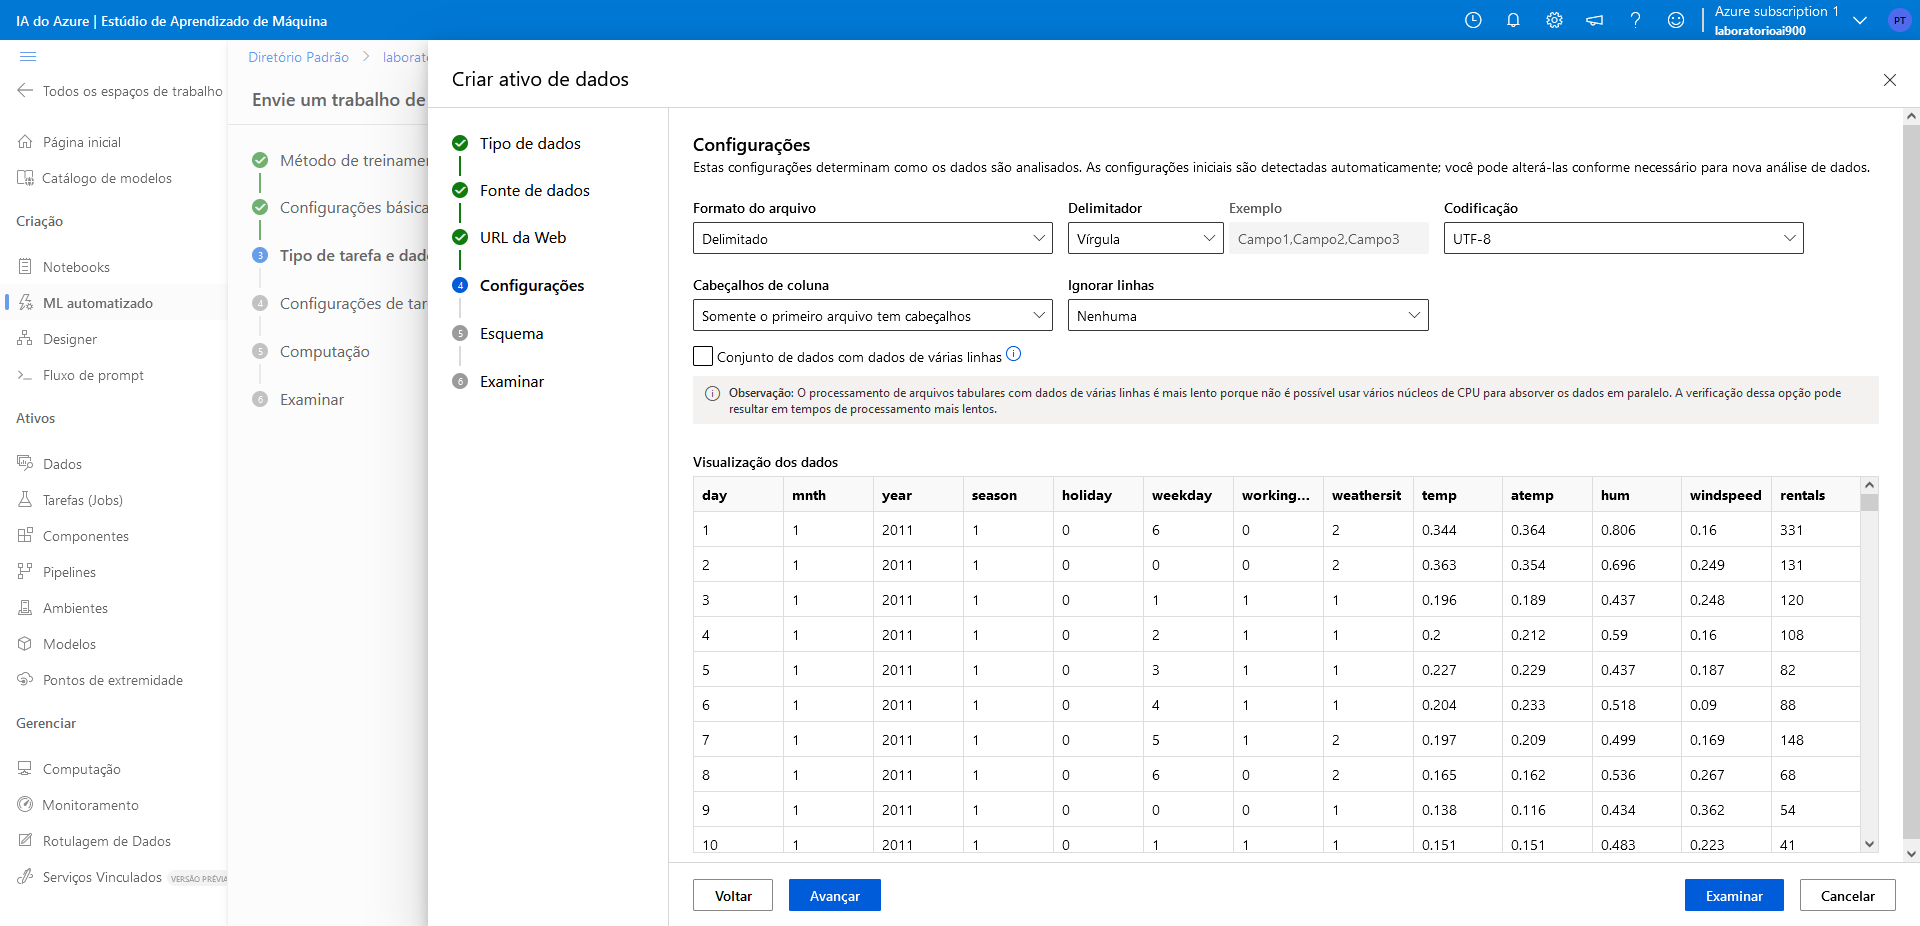 IA do Azure | Estúdio de Aprendizado de Máquina
Azure subscription 1
laboratorioai900
PT
Todos os espaços de trabalho
Página inicial
Catálogo de modelos
Criação
Notebooks
ML automatizado
Designer
Fluxo de prompt
Ativos
Dados
Tarefas (Jobs)
Componentes
Pipelines
Ambientes
Modelos
Pontos de extremidade
Gerenciar
Computação
Monitoramento
Rotulagem de Dados
Serviços Vinculados VERSÃO PRÉVIA
Diretório Padrão > laborato
Envie um trabalho de
Método de treinamen
Configurações básica
3 Tipo de tarefa e dado
4 Configurações de tar
5 Computação
6 Examinar
Criar ativo de dados
Tipo de dados
Fonte de dados
URL da Web
4 Configurações
5 Esquema
6 Examinar
Configurações
Estas configurações determinam como os dados são analisados. As configurações iniciais são detectadas automaticamente; você pode alterá-las conforme necessário para nova análise de dados.
Formato do arquivo Delimitador Exemplo Codificação
Delimitado Vírgula Campo1,Campo2,Campo3 UTF-8
Cabeçalhos de coluna Ignorar linhas
Somente o primeiro arquivo tem cabeçalhos Nenhuma
Conjunto de dados com dados de várias linhas
Observação: O processamento de arquivos tabulares com dados de várias linhas é mais lento porque não é possível usar vários núcleos de CPU para absorver os dados em paralelo. A verificação dessa opção pode
resultar em tempos de processamento mais lentos.
Visualização dos dados
day mnth year season holiday weekday working... weathersit temp atemp hum windspeed rentals
1 1 2011 1 0 6 0 2 0.344 0.364 0.806 0.16 331
2 1 2011 1 0 0 0 2 0.363 0.354 0.696 0.249 131
3 1 2011 1 0 1 1 1 0.196 0.189 0.437 0.248 120
4 1 2011 1 0 2 1 1 0.2 0.212 0.59 0.16 108
5 1 2011 1 0 3 1 1 0.227 0.229 0.437 0.187 82
6 1 2011 1 0 4 1 1 0.204 0.233 0.518 0.09 88
7 1 2011 1 0 5 1 2 0.197 0.209 0.499 0.169 148
8 1 2011 1 0 6 0 2 0.165 0.162 0.536 0.267 68
9 1 2011 1 0 0 0 1 0.138 0.116 0.434 0.362 54
10 1 2011 1 0 1 1 1 0.151 0.151 0.483 0.223 41
Voltar Avançar Examinar Cancelar